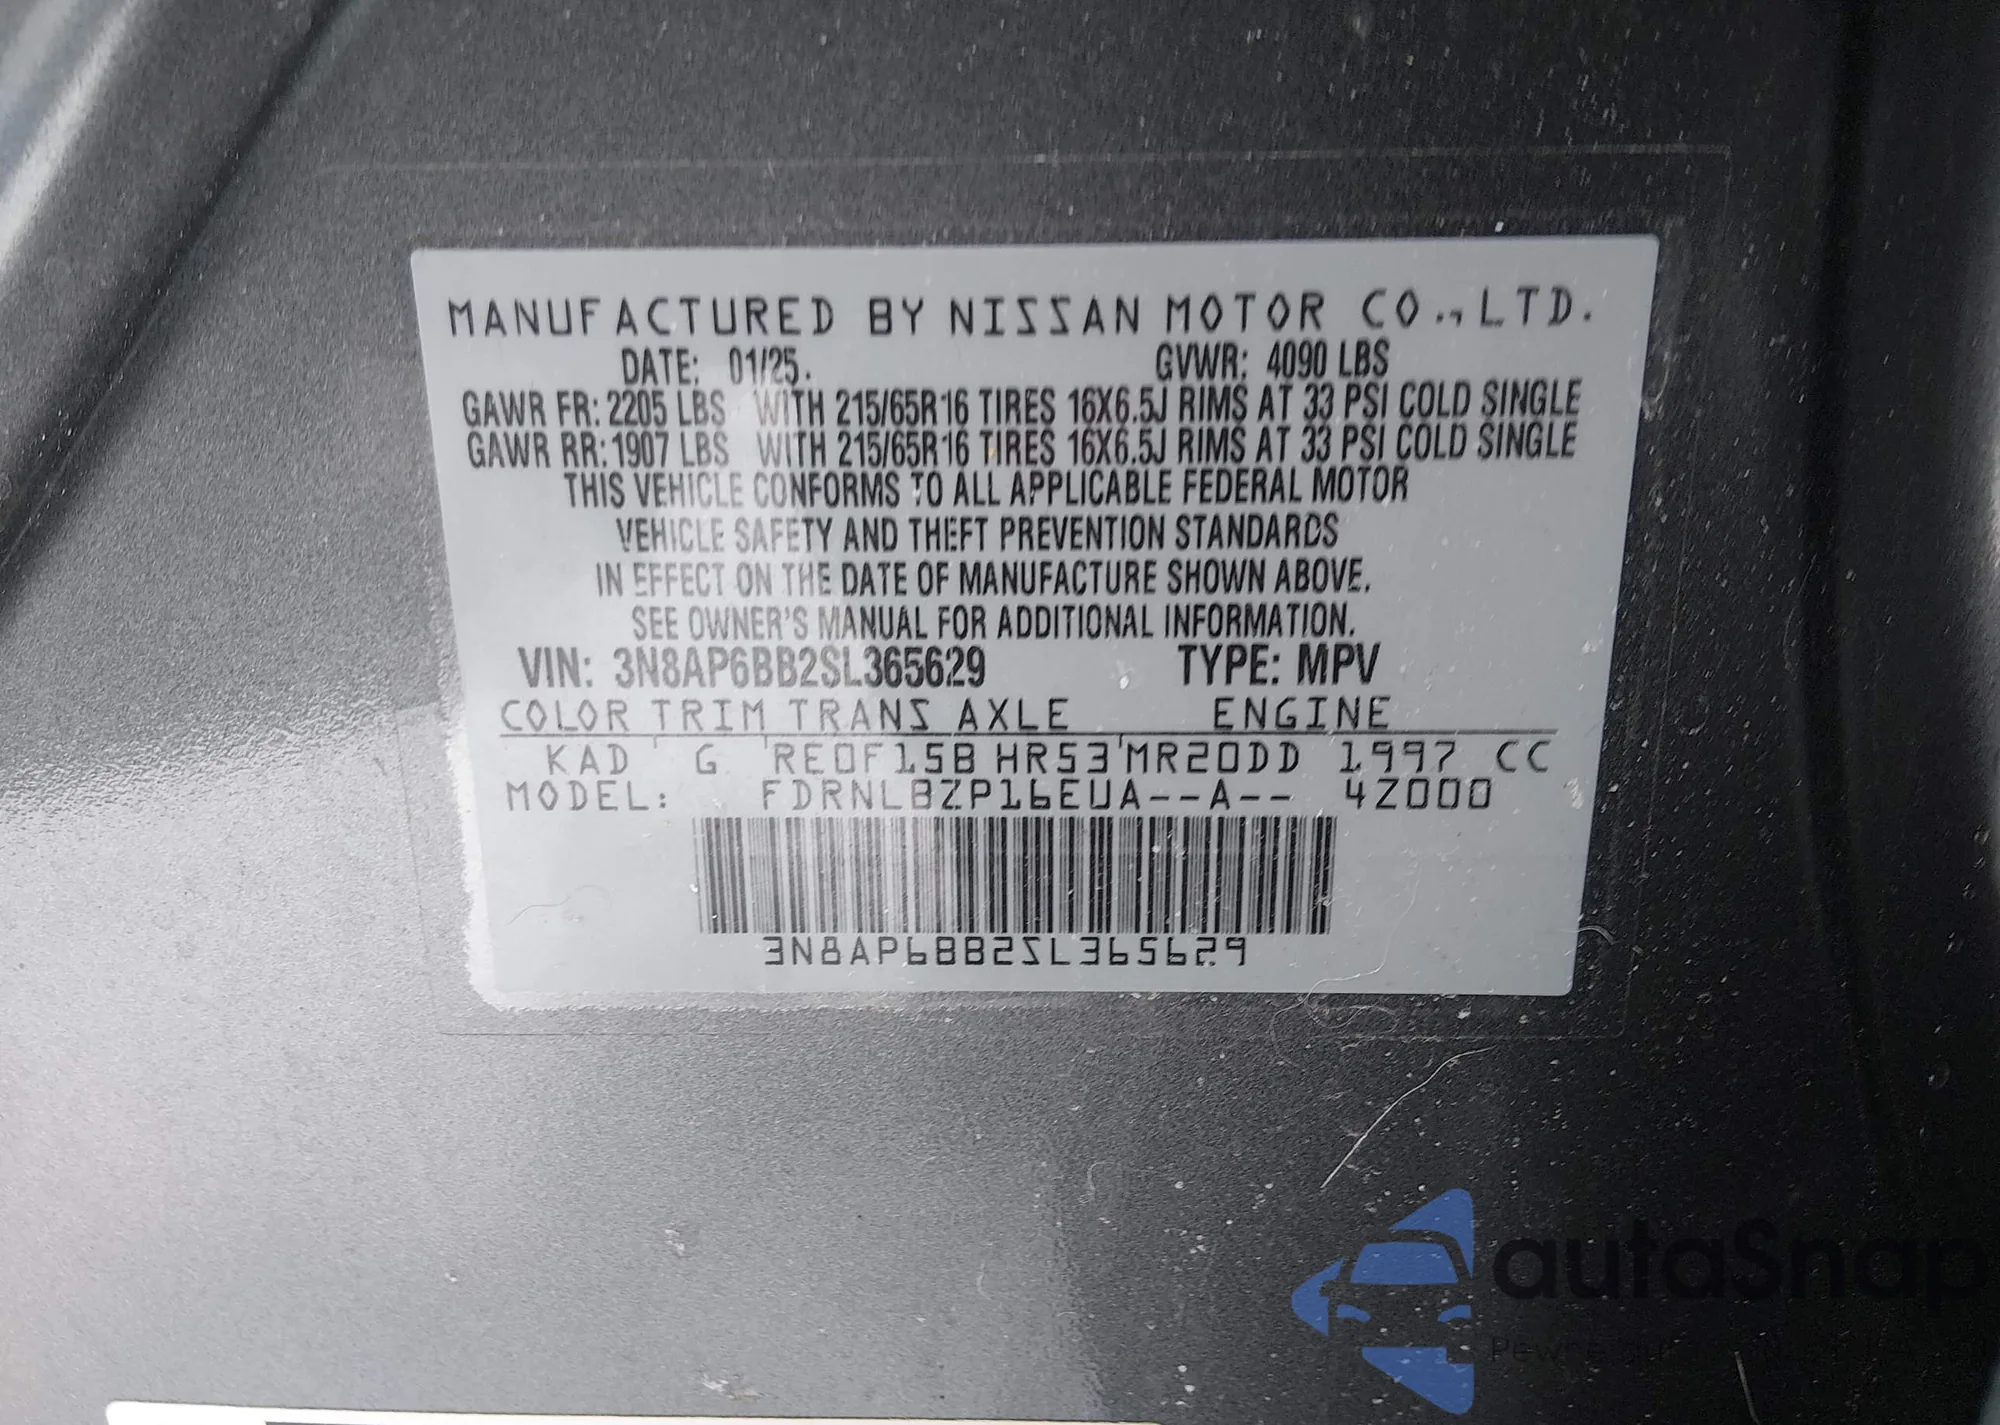 MANUFACTURED BY NISSAN MOTOR CO., LTD.
DATE: 01/25. GVWR: 4090 LBS
GAWR FR: 2205 LBS WITH 215/65R16 TIRES 16X6.5J RIMS AT 33 PSI COLD SINGLE
GAWR RR: 1907 LBS WITH 215/65R16 TIRES 16X6.5J RIMS AT 33 PSI COLD SINGLE
THIS VEHICLE CONFORMS TO ALL APPLICABLE FEDERAL MOTOR
VEHICLE SAFETY AND THEFT PREVENTION STANDARDS
IN EFFECT ON THE DATE OF MANUFACTURE SHOWN ABOVE.
SEE OWNER'S MANUAL FOR ADDITIONAL INFORMATION.
VIN: 3N8AP6BB2SL365629 TYPE: MPV
COLOR TRIM TRANS AXLE ENGINE
KAD G RE0F15B HR53 MR20DD 1997 CC
MODEL: FDRNLBZP16EUA--A-- 4Z000
3N8AP6BB2SL365629
autaSnap